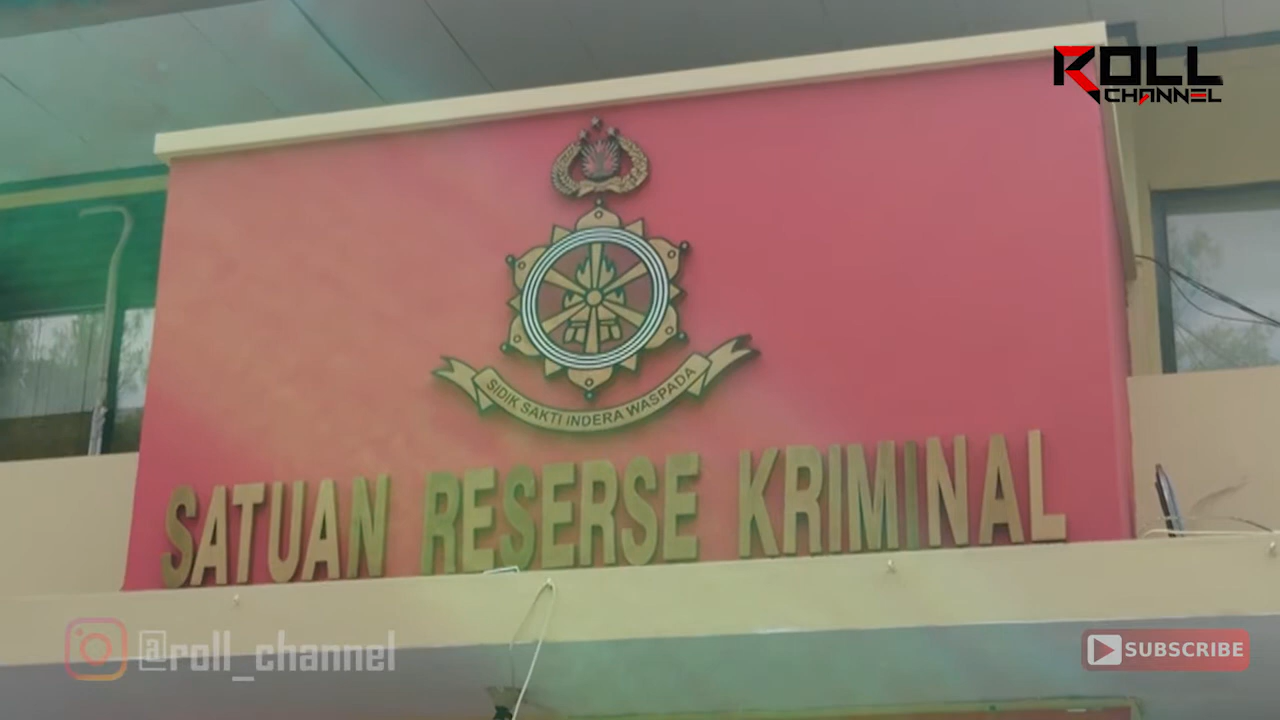 ROLL
CHANNEL
SIDIK SAKTI INDERA WASPADA
SATUAN RESERSE KRIMINAL
@roll_channel
SUBSCRIBE